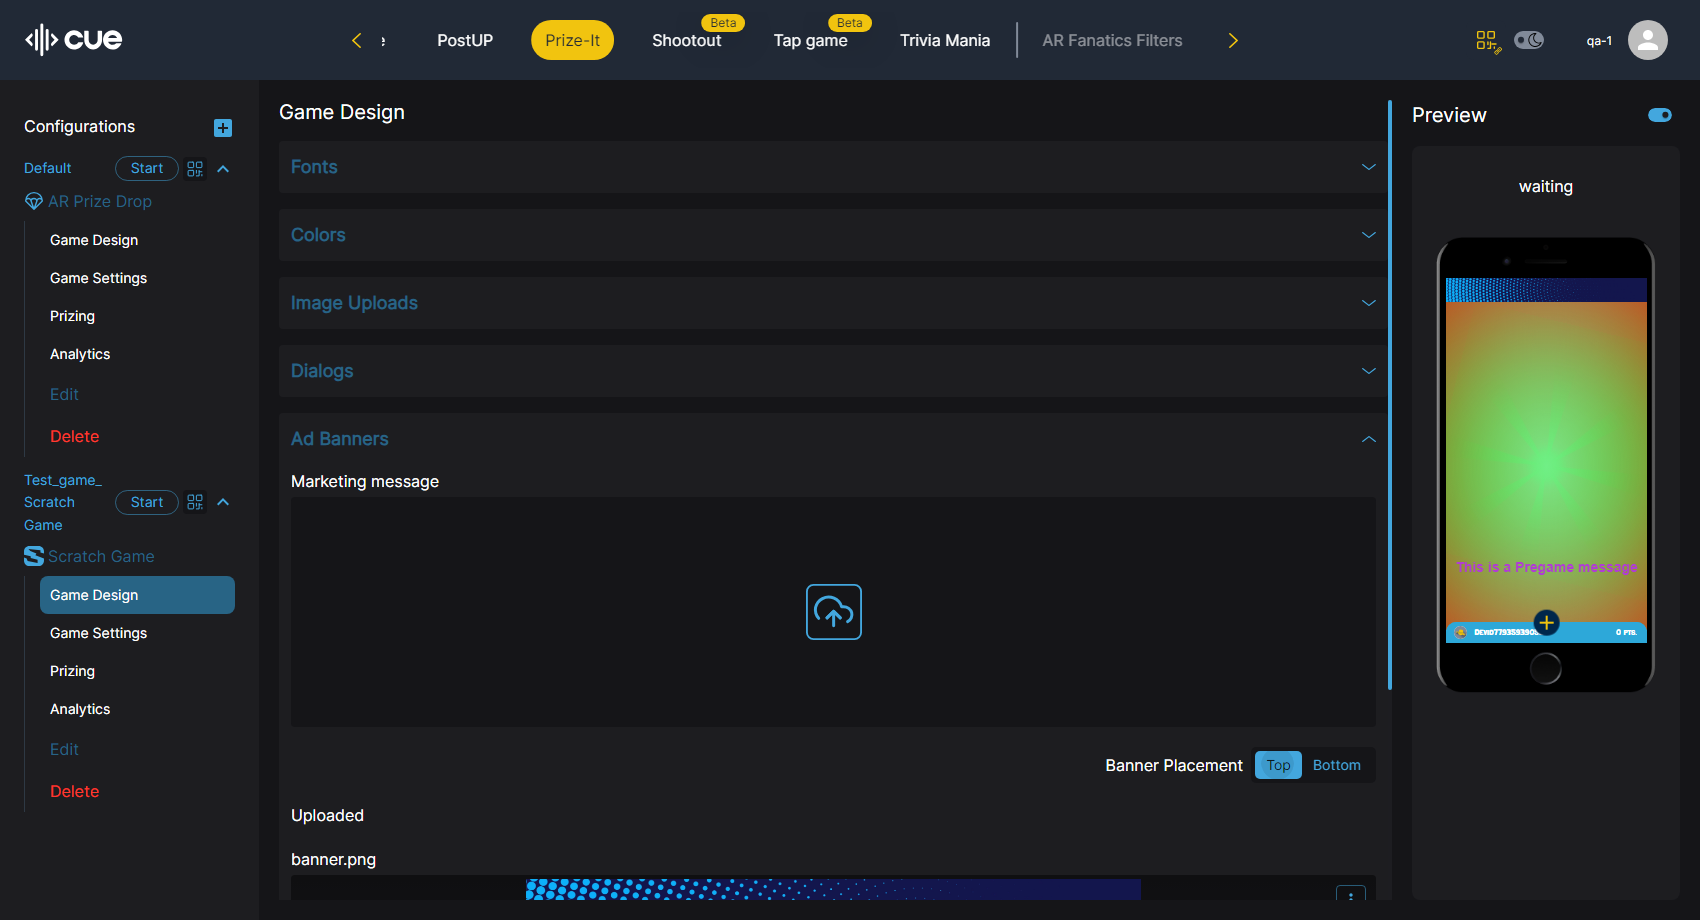 cue
PostUP
Prize-It
Beta
Shootout
Beta
Tap game
Trivia Mania
AR Fanatics Filters
qa-1
Configurations
Default
Start
AR Prize Drop
Game Design
Game Settings
Prizing
Analytics
Edit
Delete
Test_game_
Scratch
Game
Start
Scratch Game
Game Design
Game Settings
Prizing
Analytics
Edit
Delete
Game Design
Fonts
Colors
Image Uploads
Dialogs
Ad Banners
Marketing message
Banner Placement
Top
Bottom
Uploaded
banner.png
Preview
waiting
This is a Pregame message
0 PTS.